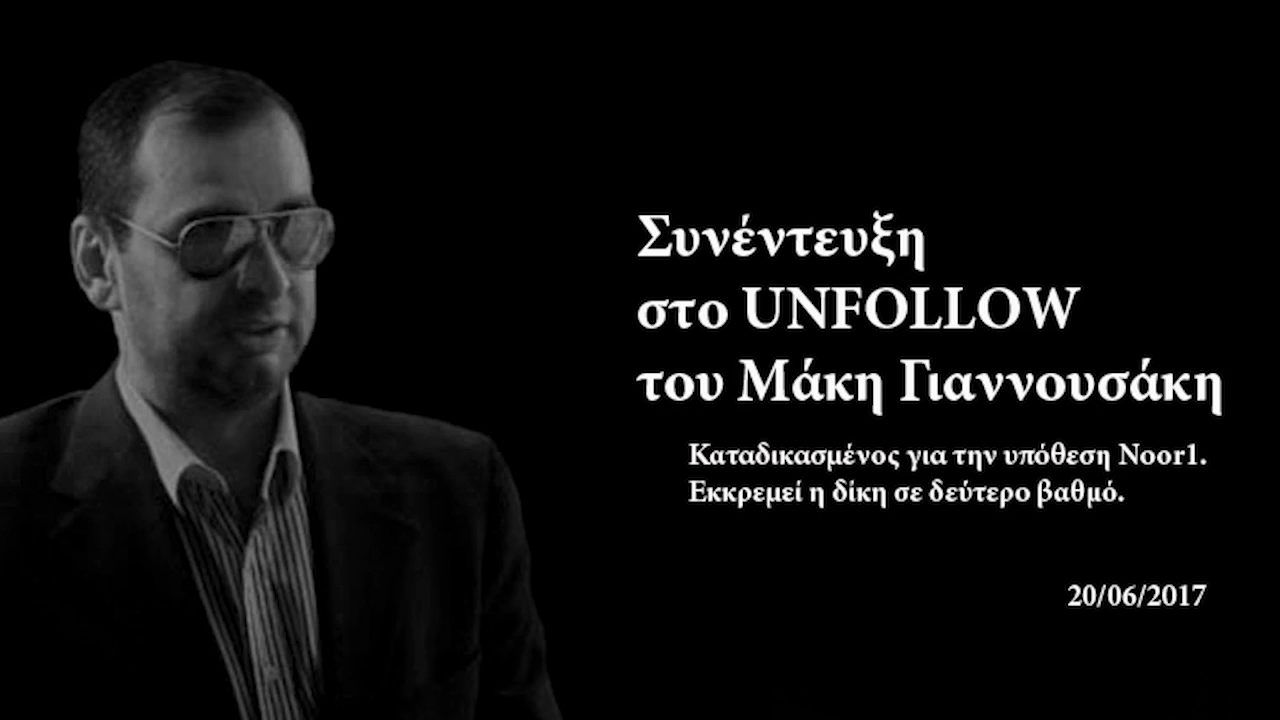 Συνέντευξη
στο UNFOLLOW
του Μάκη Γιαννουσάκη
Καταδικασμένος για την υπόθεση Noor1.
Εκκρεμεί η δίκη σε δεύτερο βαθμό.
20/06/2017